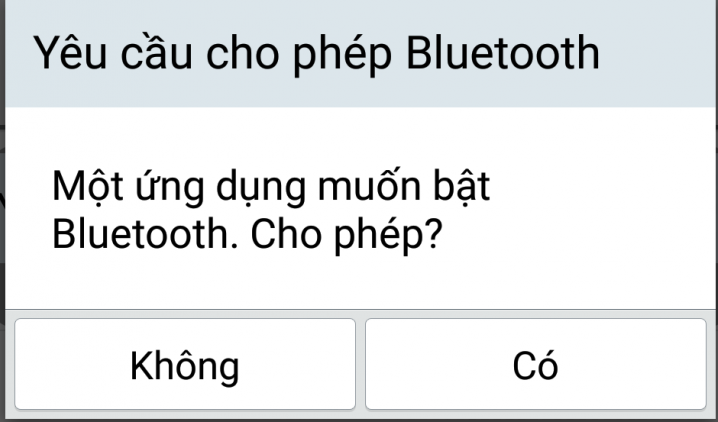 Yêu cầu cho phép Bluetooth
Một ứng dụng muốn bật
Bluetooth. Cho phép?
Không
Có